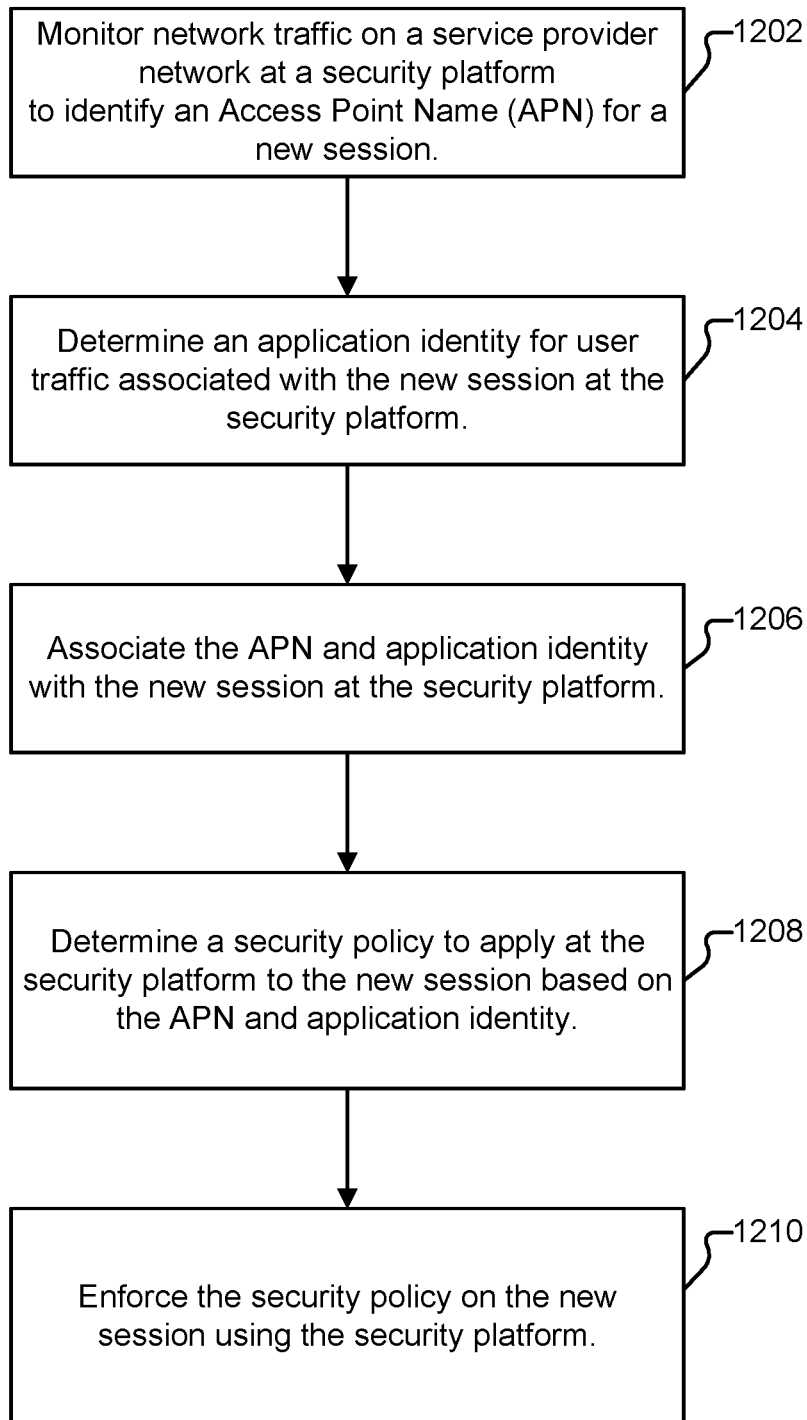 Monitor network traffic on a service provider
network at a security platform
to identify an Access Point Name (APN) for a
new session.
1202
Determine an application identity for user
traffic associated with the new session at the
security platform.
1204
Associate the APN and application identity
with the new session at the security platform.
1206
Determine a security policy to apply at the
security platform to the new session based on
the APN and application identity.
1208
Enforce the security policy on the new
session using the security platform.
1210